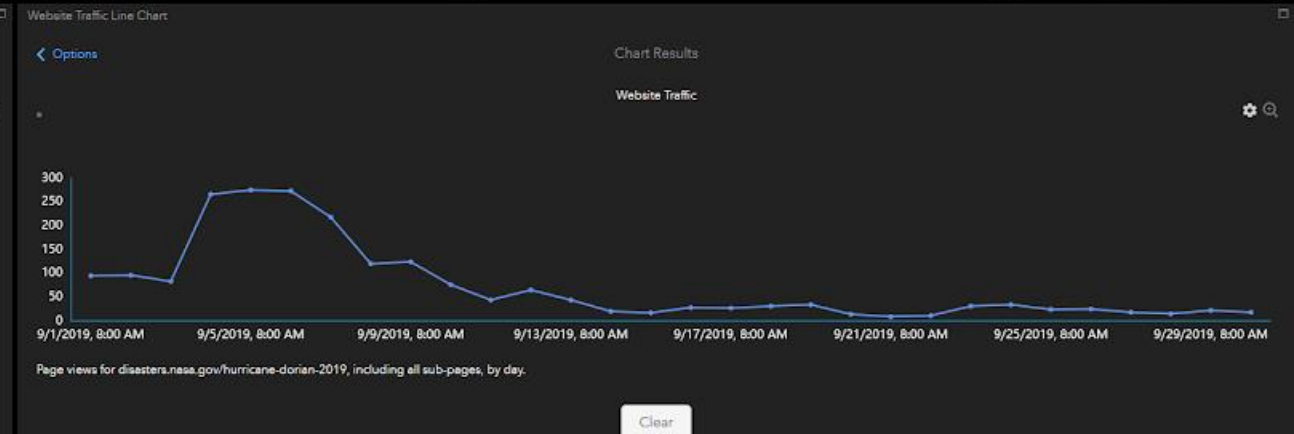 Website Traffic Line Chart
Options
Chart Results
Website Traffic
300
250
200
150
100
50
0
9/1/2019, 8:00 AM 9/5/2019, 8:00 AM 9/9/2019, 8:00 AM 9/13/2019, 8:00 AM 9/17/2019, 8:00 AM 9/21/2019, 8:00 AM 9/25/2019, 8:00 AM 9/29/2019, 8:00 AM
Page views for disasters.nasa.gov/hurricane-dorian-2019, including all sub-pages, by day.
Clear